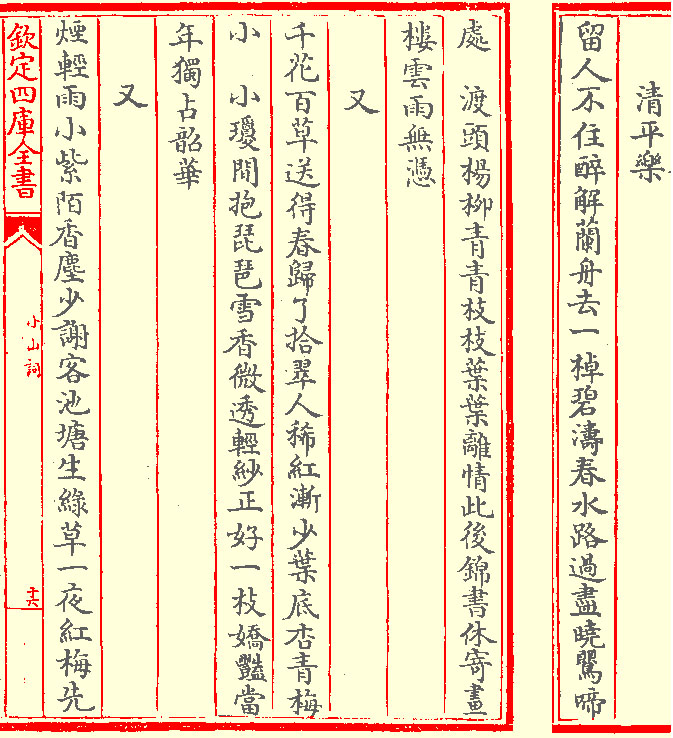 清平樂
留人不住醉解蘭舟去一棹碧濤春水路過盡曉鶯啼
處　渡頭楊柳青青枝枝葉葉離情此後錦書休寄畫
樓雲雨無憑
又
千花百草送得春歸了拾翠人稀紅漸少葉底杏青梅
小　小瓊閒抱琵琶雪香微透輕紗正好一枝嬌豔當
年獨占韶華
又
煙輕雨小紫陌香塵少謝客池塘生綠草一夜紅梅先
欽定四庫全書
小山詞
十六